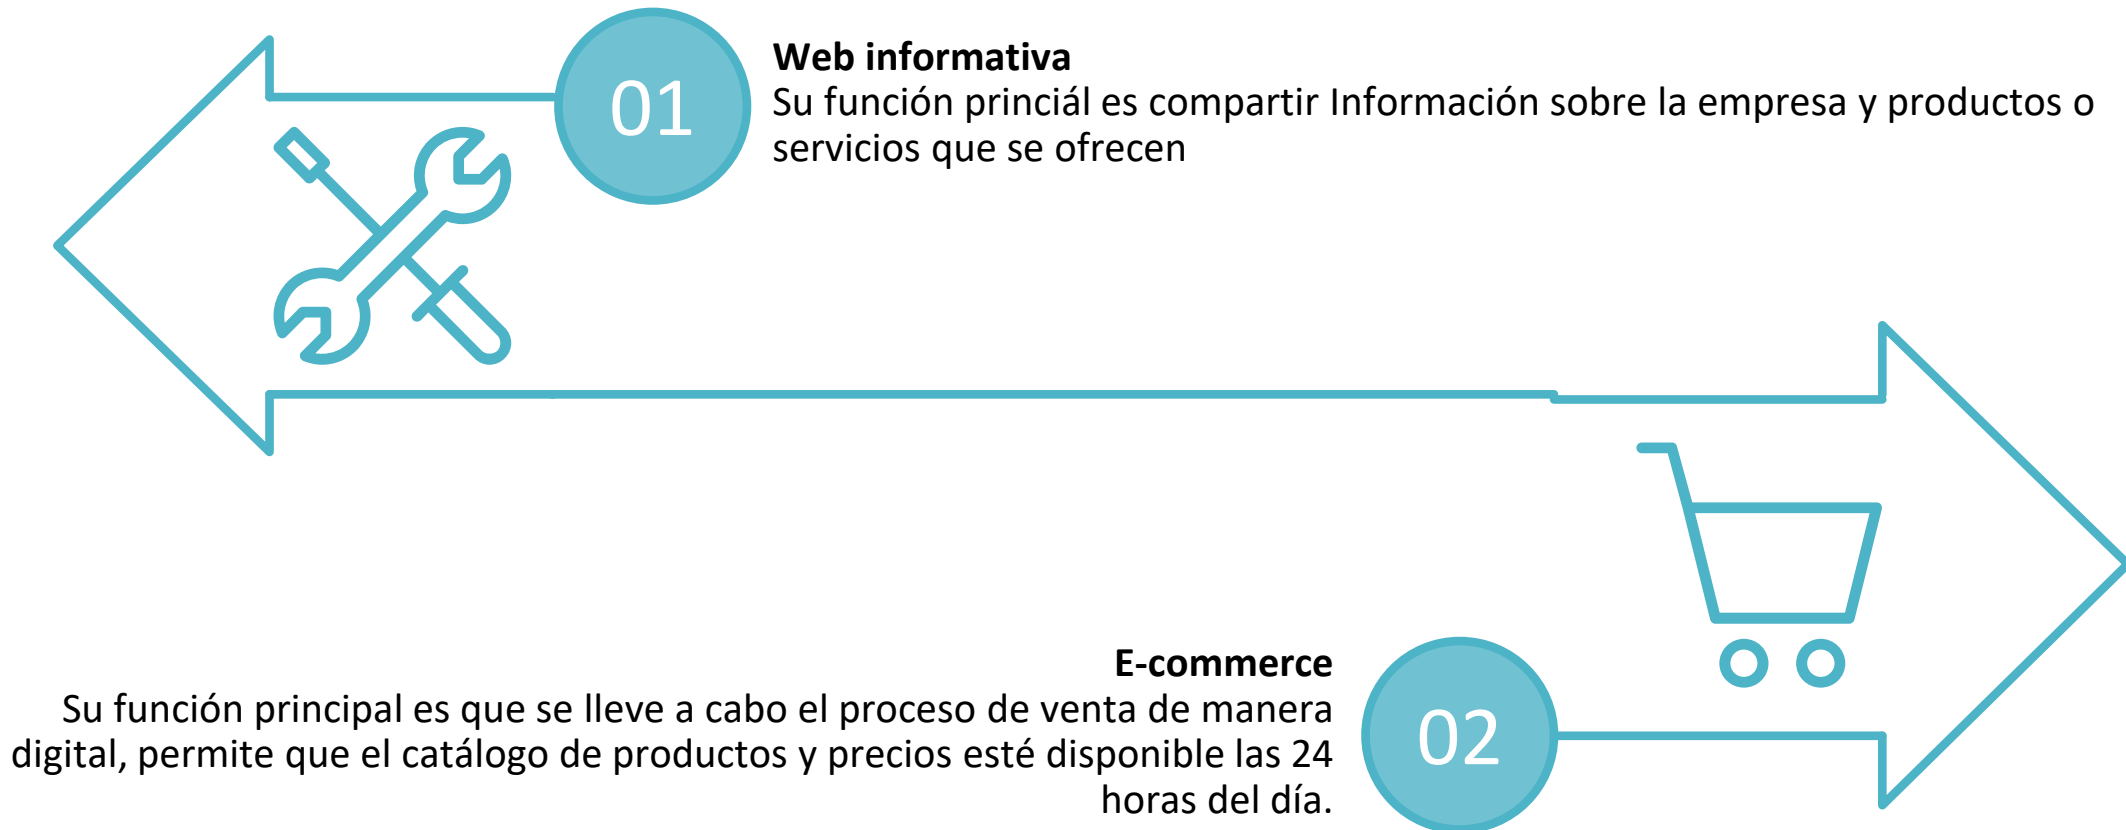 01
Web informativa
Su función princiál es compartir Información sobre la empresa y productos o
servicios que se ofrecen
E-commerce
Su función principal es que se lleve a cabo el proceso de venta de manera
digital, permite que el catálogo de productos y precios esté disponible las 24
horas del día.
02